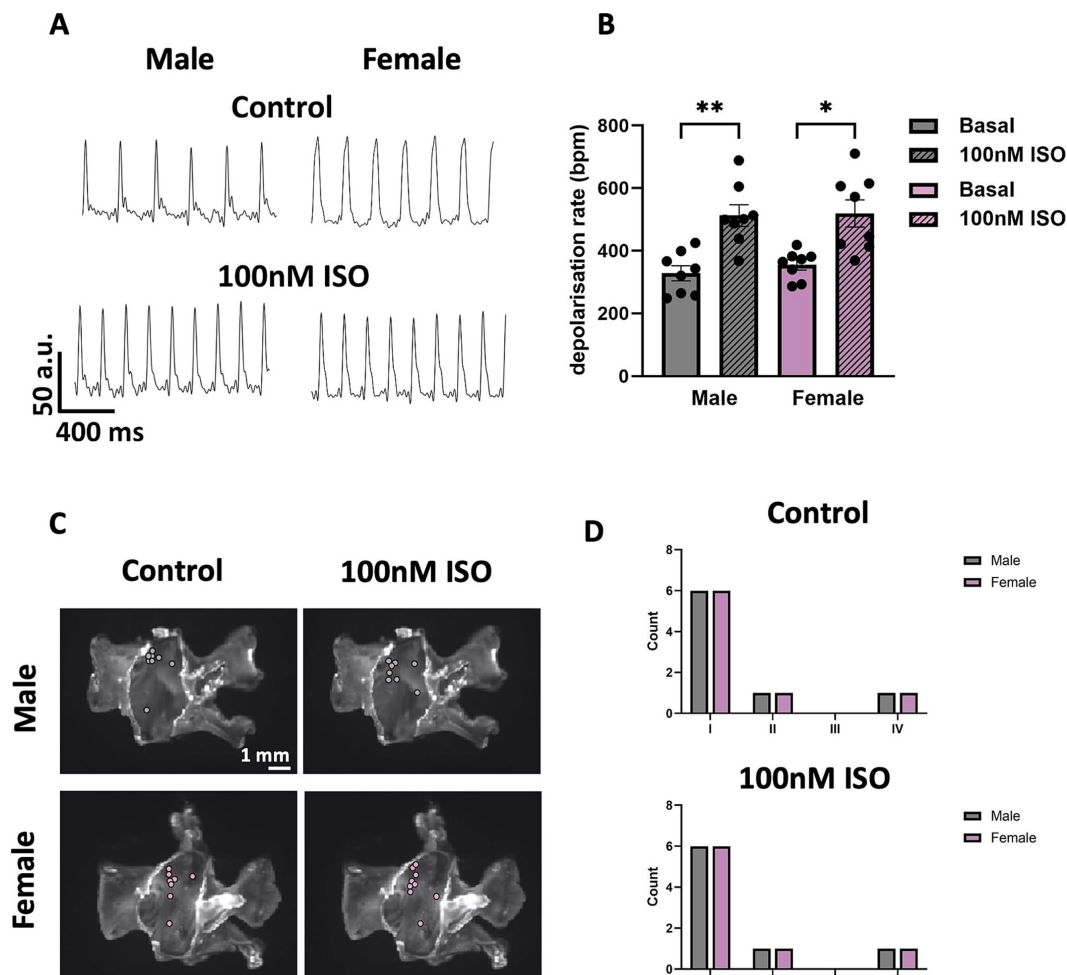 A
Male
Female
Control
100nM ISO
50 a.u.
400 ms
B
** *
depolarisation rate (bpm)
800
600
400
200
0
Male
Female
Basal
100nM ISO
Basal
100nM ISO
C
Control
100nM ISO
Male
1 mm
Female
D
Control
Count
8
6
4
2
0
I II III IV
Male
Female
100nM ISO
Count
8
6
4
2
0
Male
Female